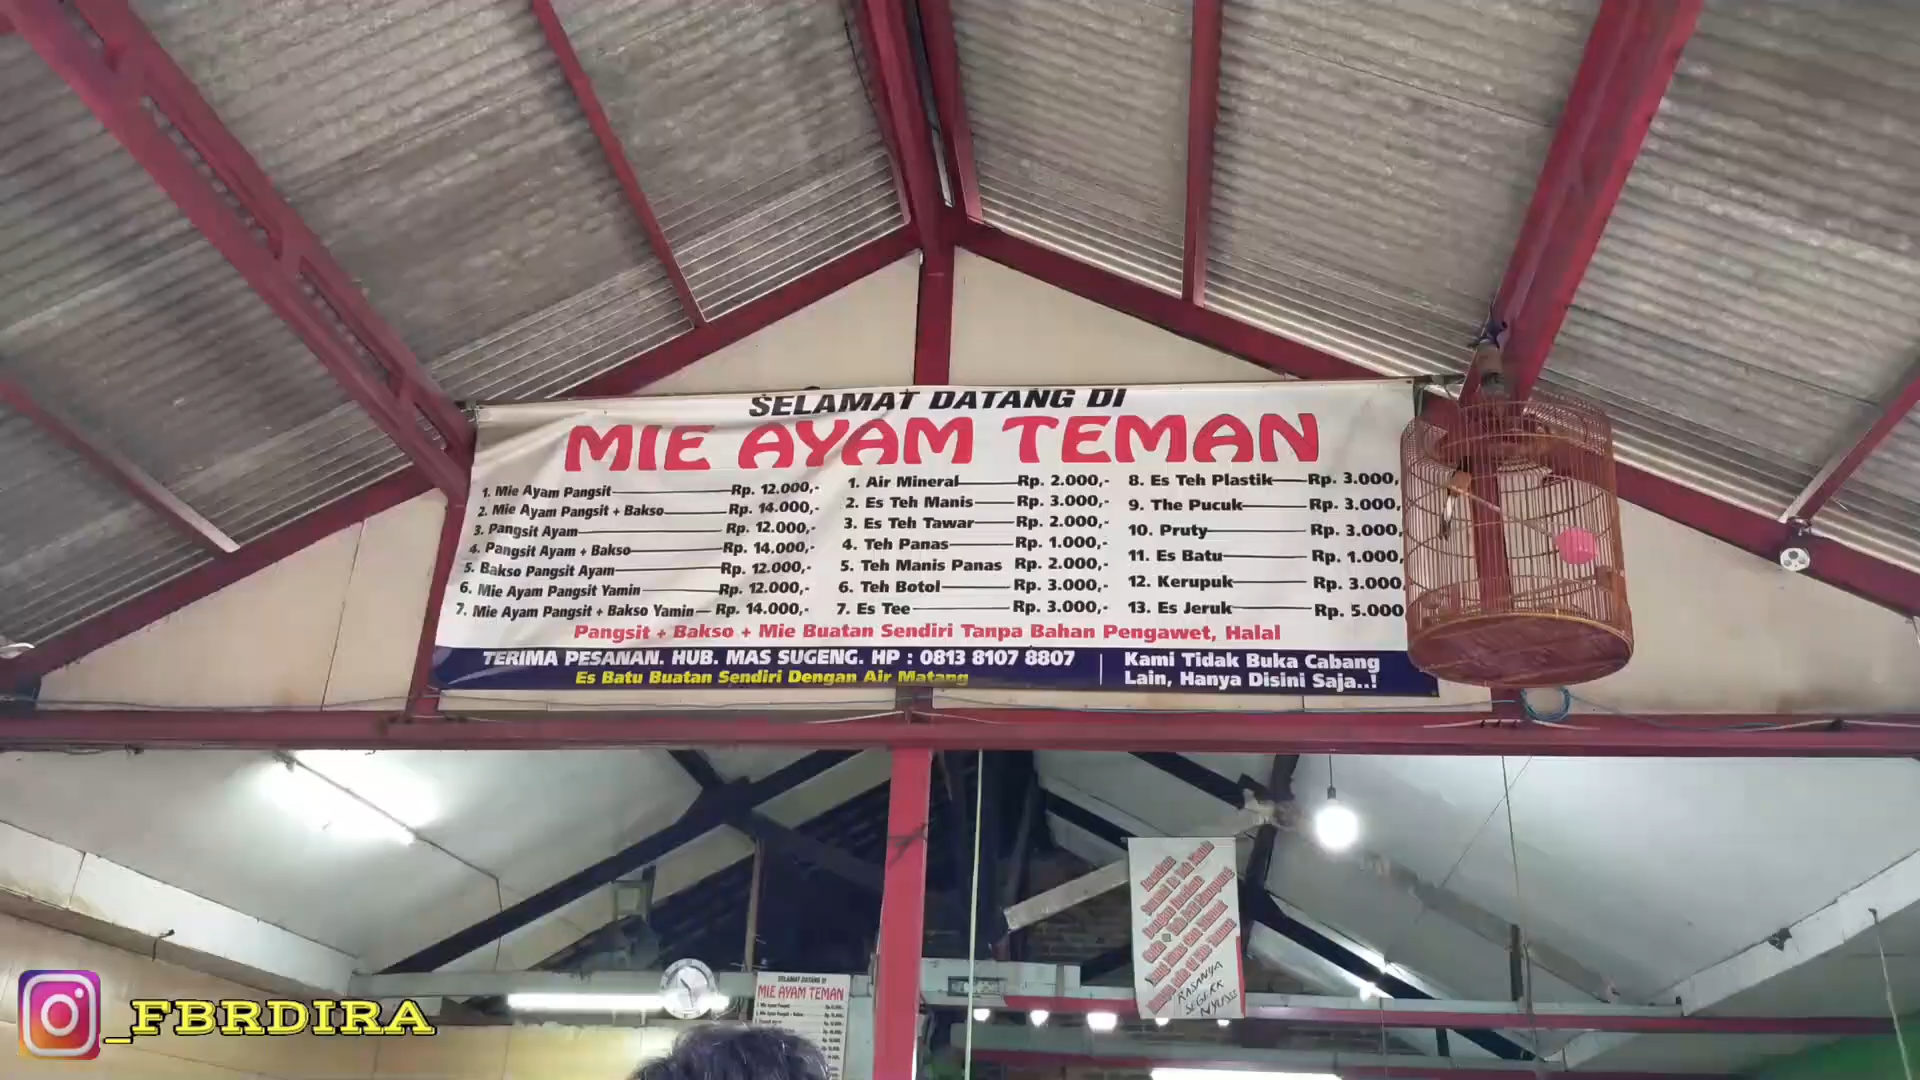 SELAMAT DATANG DI
MIE AYAM TEMAN
1. Mie Ayam Pangsit Rp. 12.000,-
2. Mie Ayam Pangsit + Bakso Rp. 14.000,-
3. Pangsit Ayam Rp. 12.000,-
4. Pangsit Ayam + Bakso Rp. 14.000,-
5. Bakso Pangsit Ayam Rp. 12.000,-
6. Mie Ayam Pangsit Yamin Rp. 12.000,-
7. Mie Ayam Pangsit + Bakso Yamin Rp. 14.000,-
1. Air Mineral Rp. 2.000,-
2. Es Teh Manis Rp. 3.000,-
3. Es Teh Tawar Rp. 2.000,-
4. Teh Panas Rp. 1.000,-
5. Teh Manis Panas Rp. 2.000,-
6. Teh Botol Rp. 3.000,-
7. Es Tee Rp. 3.000,-
8. Es Teh Plastik Rp. 3.000,
9. The Pucuk Rp. 3.000,
10. Pruty Rp. 3.000,
11. Es Batu Rp. 1.000,
12. Kerupuk Rp. 3.000
13. Es Jeruk Rp. 5.000
Pangsit + Bakso + Mie Buatan Sendiri Tanpa Bahan Pengawet, Halal
TERIMA PESANAN. HUB. MAS SUGENG. HP : 0813 8107 8807
Es Batu Buatan Sendiri Dengan Air Matang
Kami Tidak Buka Cabang
Lain, Hanya Disini Saja..!
RASANYA
SEGERR
SELAMAT DATANG DI
MIE AYAM TEMAN
_FBRDIRA